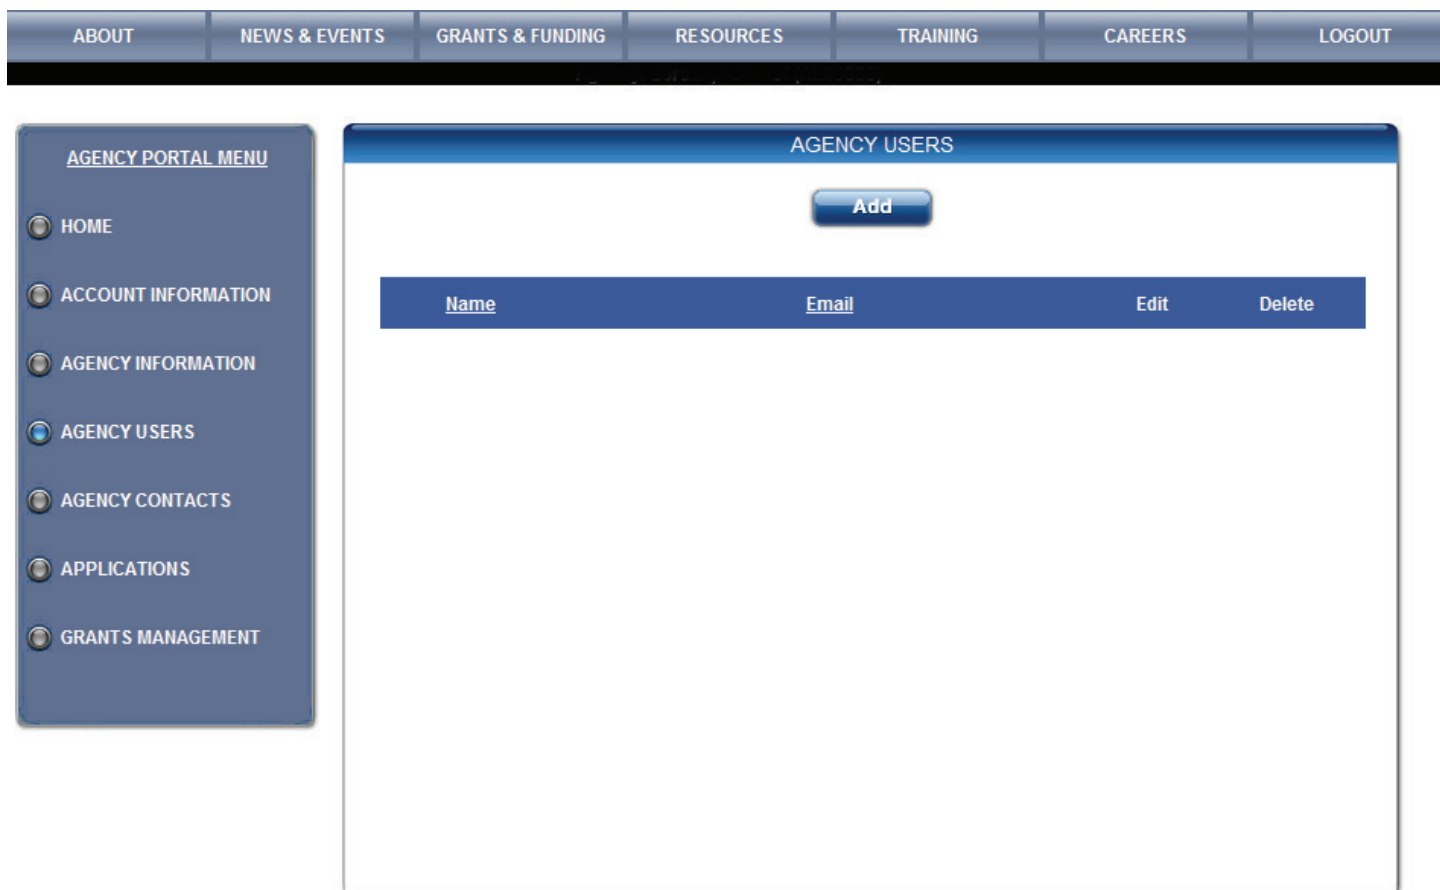 ABOUT NEWS & EVENTS GRANTS & FUNDING RESOURCES TRAINING CAREERS LOGOUT
AGENCY PORTAL MENU
HOME
ACCOUNT INFORMATION
AGENCY INFORMATION
AGENCY USERS
AGENCY CONTACTS
APPLICATIONS
GRANTS MANAGEMENT
AGENCY USERS
Add
Name Email Edit Delete